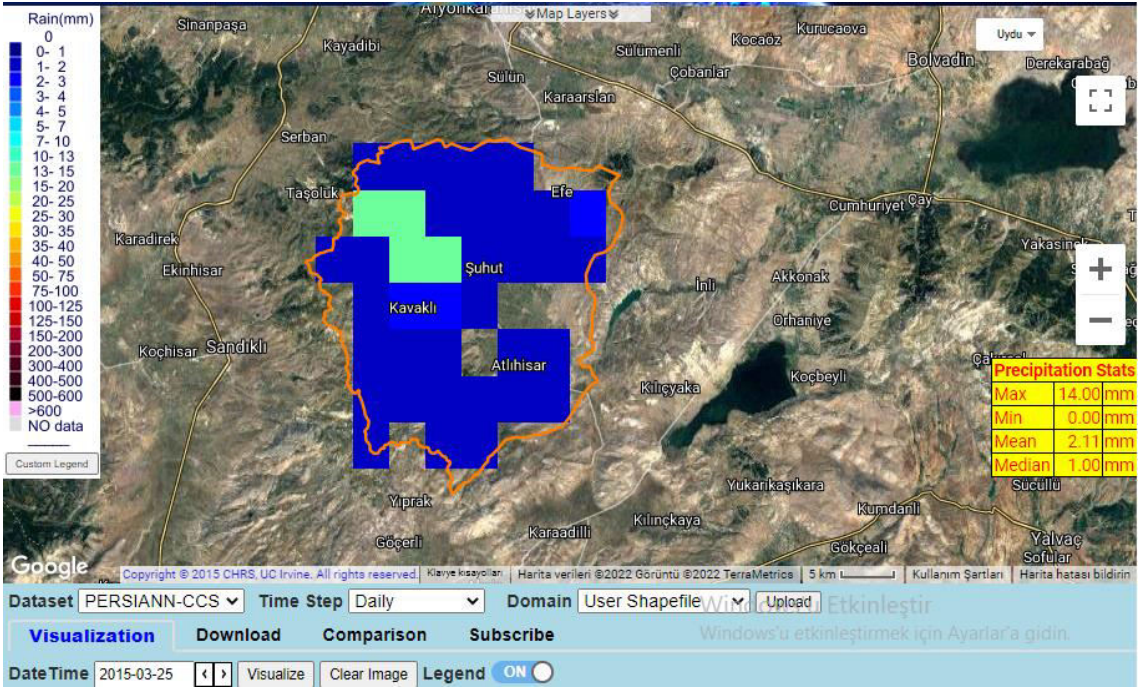 Rain(mm)
0
0- 1
1- 2
2- 3
3- 4
4- 5
5- 7
7- 10
10- 13
13- 15
15- 20
20- 25
25- 30
30- 35
35- 40
40- 50
50- 75
75-100
100-125
125-150
150-200
200-300
300-400
400-500
500-600
>600
NO data
Custom Legend
Map Layers
Uydu
Sinanpaşa
Kayadibi
Sülümenli
Kocaöz
Kurucaova
Bolvadin
Derekarabağ
Sülün
Çobanlar
Karaarslan
Serban
Taşoluk
Efe
Cumhuriyet
Çay
Karadirek
Yakasinek
Ekinhisar
Şuhut
İnli
Akkonak
Kavaklı
Orhaniye
Koçhisar
Sandıklı
Atlıhisar
Kılıçyaka
Koçbeyli
Precipitation Stats
Max 14.00 mm
Min 0.00 mm
Mean 2.11 mm
Median 1.00 mm
Yukarıkaşıkara
Sücüllü
Yıprak
Kumdanlı
Kılınçkaya
Karaadilli
Göçerli
Gökçeali
Yalvaç
Sofular
Google
Copyright © 2015 CHRS, UC Irvine. All rights reserved.
Klavye kısayolları
Harita verileri ©2022 Görüntü ©2022 TerraMetrics
5 km
Kullanım Şartları
Harita hatası bildirin
Dataset PERSIANN-CCS Time Step Daily Domain User Shapefile Upload
Windows'u Etkinleştir
Visualization Download Comparison Subscribe
Windows'u etkinleştirmek için Ayarlar'a gidin.
DateTime 2015-03-25 Visualize Clear Image Legend ON